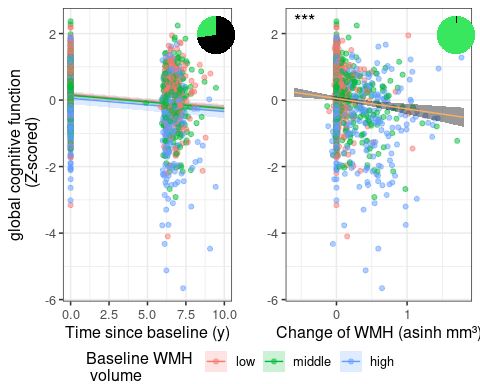 ***
global cognitive function
(Z-scored)
2
0
-2
-4
-6
0.0 2.5 5.0 7.5 10.0
Time since baseline (y)
2
0
-2
-4
-6
0 1
Change of WMH (asinh mm³)
Baseline WMH
volume
low middle high